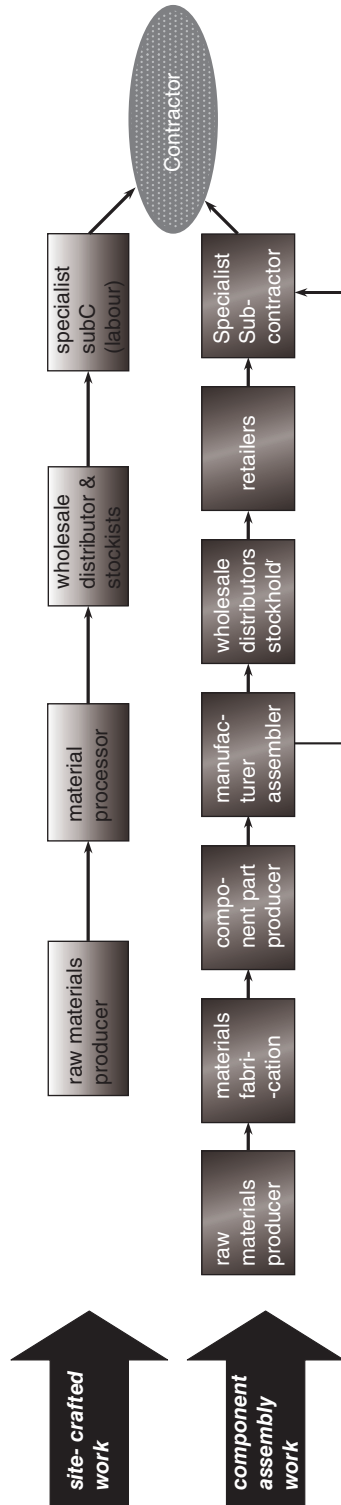 site- crafted
work
raw materials
producer
material
processor
wholesale
distributor &
stockists
specialist
subC
(labour)
Contractor
component
assembly
work
raw
materials
producer
materials
fabri-
-cation
compo-
nent part
producer
manufac-
turer
assembler
wholesale
distributors
stockholdʳ
retailers
Specialist
Sub-
contractor